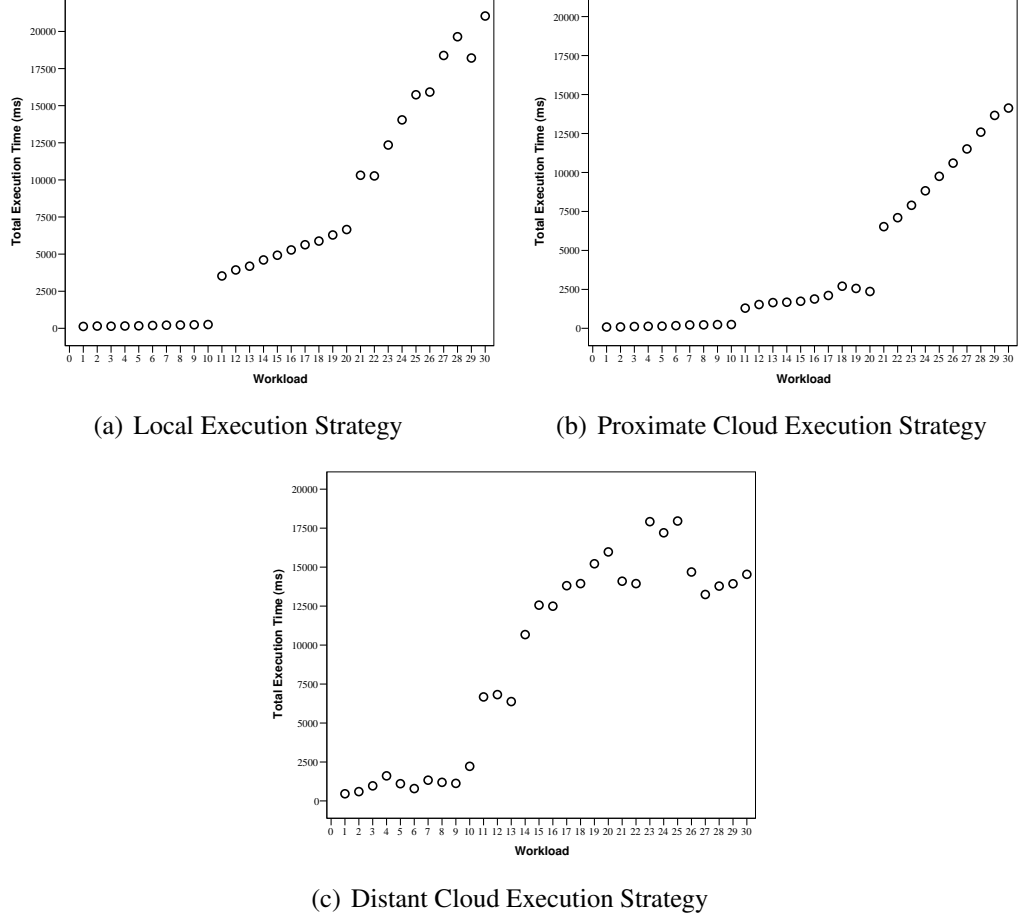 20000
17500
15000
12500
10000
7500
5000
2500
0
Total Execution Time (ms)
0 1 2 3 4 5 6 7 8 9 10 11 12 13 14 15 16 17 18 19 20 21 22 23 24 25 26 27 28 29 30
Workload
(a) Local Execution Strategy
20000
17500
15000
12500
10000
7500
5000
2500
0
Total Execution Time (ms)
0 1 2 3 4 5 6 7 8 9 10 11 12 13 14 15 16 17 18 19 20 21 22 23 24 25 26 27 28 29 30
Workload
(b) Proximate Cloud Execution Strategy
20000
17500
15000
12500
10000
7500
5000
2500
0
Total Execution Time (ms)
0 1 2 3 4 5 6 7 8 9 10 11 12 13 14 15 16 17 18 19 20 21 22 23 24 25 26 27 28 29 30
Workload
(c) Distant Cloud Execution Strategy